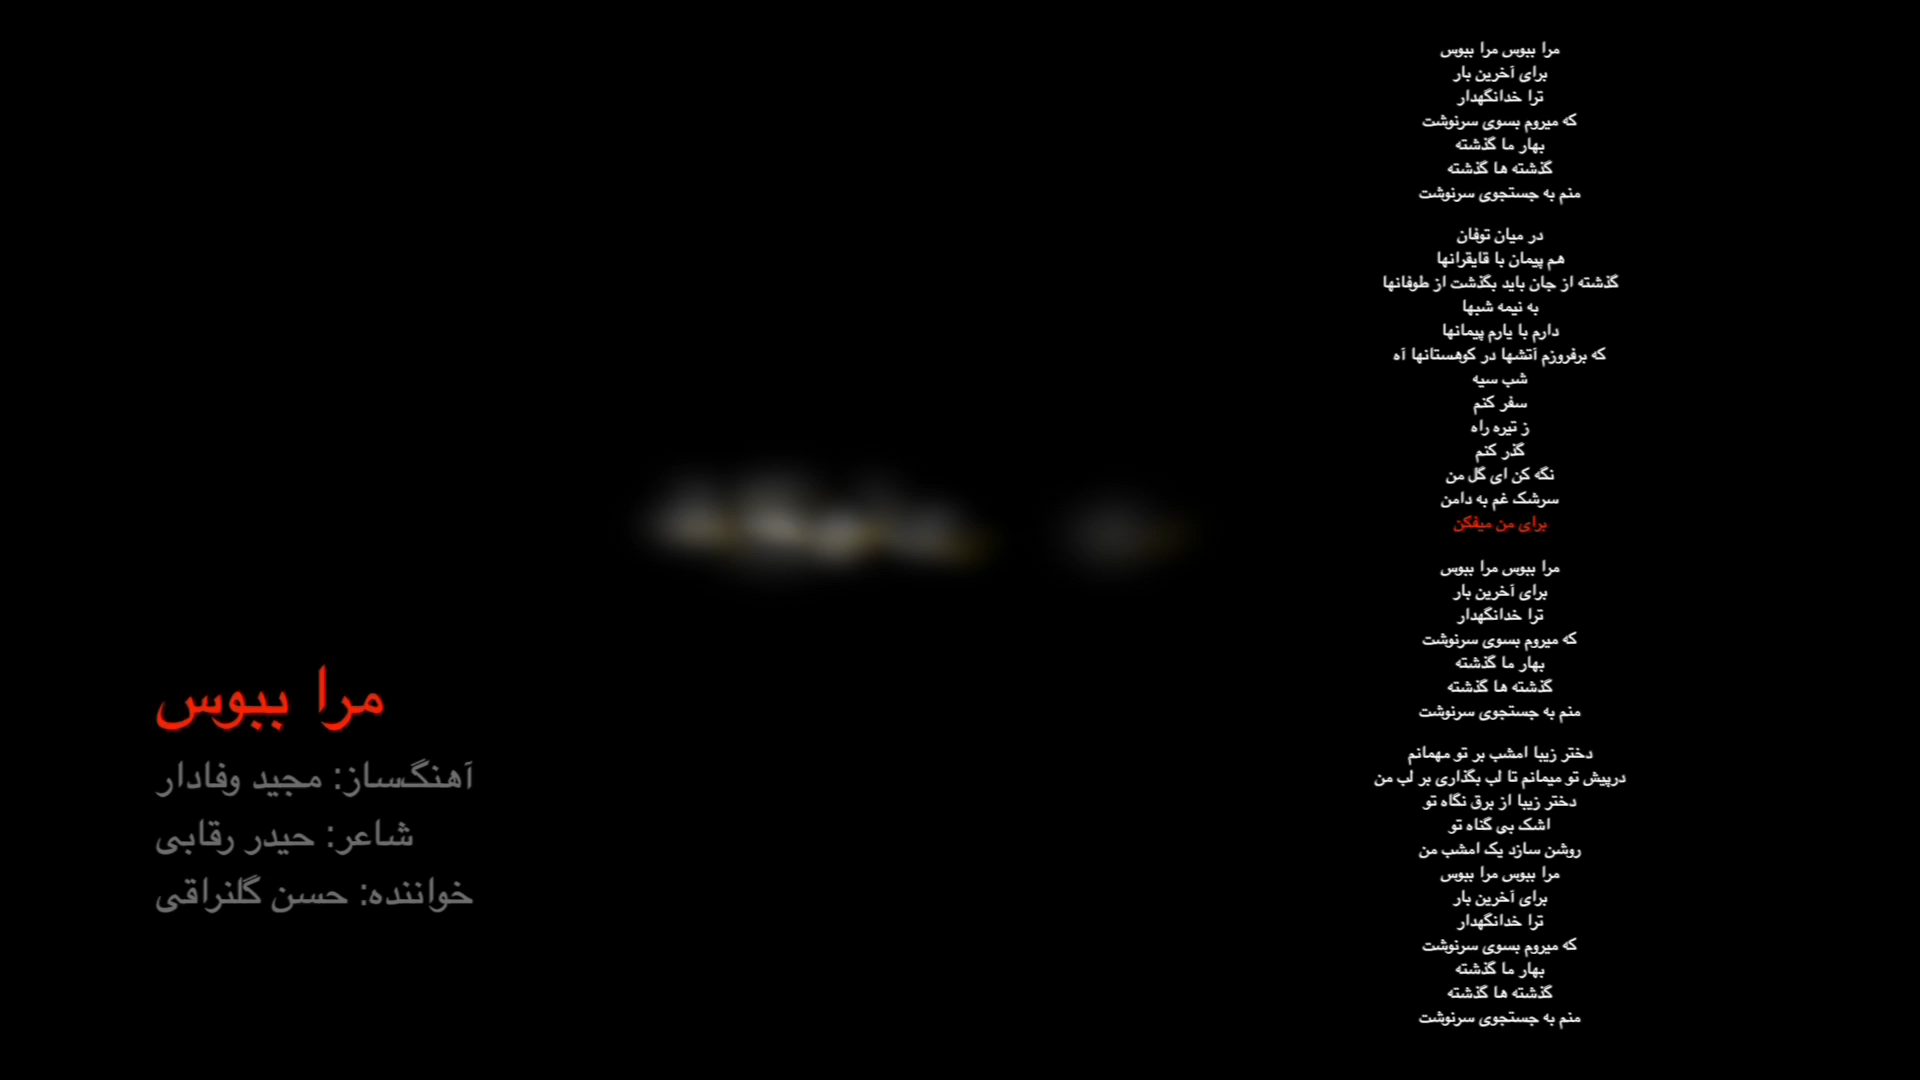 مرا ببوس مرا ببوس
برای آخرین بار
ترا خدانگهدار
که میروم بسوی سرنوشت
بهار ما گذشته
گذشته ها گذشته
منم به جستجوی سرنوشت
در میان توفان
هم پیمان با قایقرانها
گذشته از جان باید بگذشت از طوفانها
به نیمه شبها
دارم با یارم پیمانها
که برفروزم آتشها در کوهستانها آه
شب سیه
سفر کنم
ز تیره راه
گذر کنم
نگه کن ای گل من
سرشک غم به دامن
برای من میفکن
مرا ببوس مرا ببوس
برای آخرین بار
ترا خدانگهدار
که میروم بسوی سرنوشت
بهار ما گذشته
گذشته ها گذشته
منم به جستجوی سرنوشت
دختر زیبا امشب بر تو مهمانم
درپیش تو میمانم تا لب بگذاری بر لب من
دختر زیبا از برق نگاه تو
اشک بی گناه تو
روشن سازد یک امشب من
مرا ببوس مرا ببوس
برای آخرین بار
ترا خدانگهدار
که میروم بسوی سرنوشت
بهار ما گذشته
گذشته ها گذشته
منم به جستجوی سرنوشت
مرا ببوس
آهنگساز: مجید وفادار
شاعر: حیدر رقابی
خواننده: حسن گلنراقی